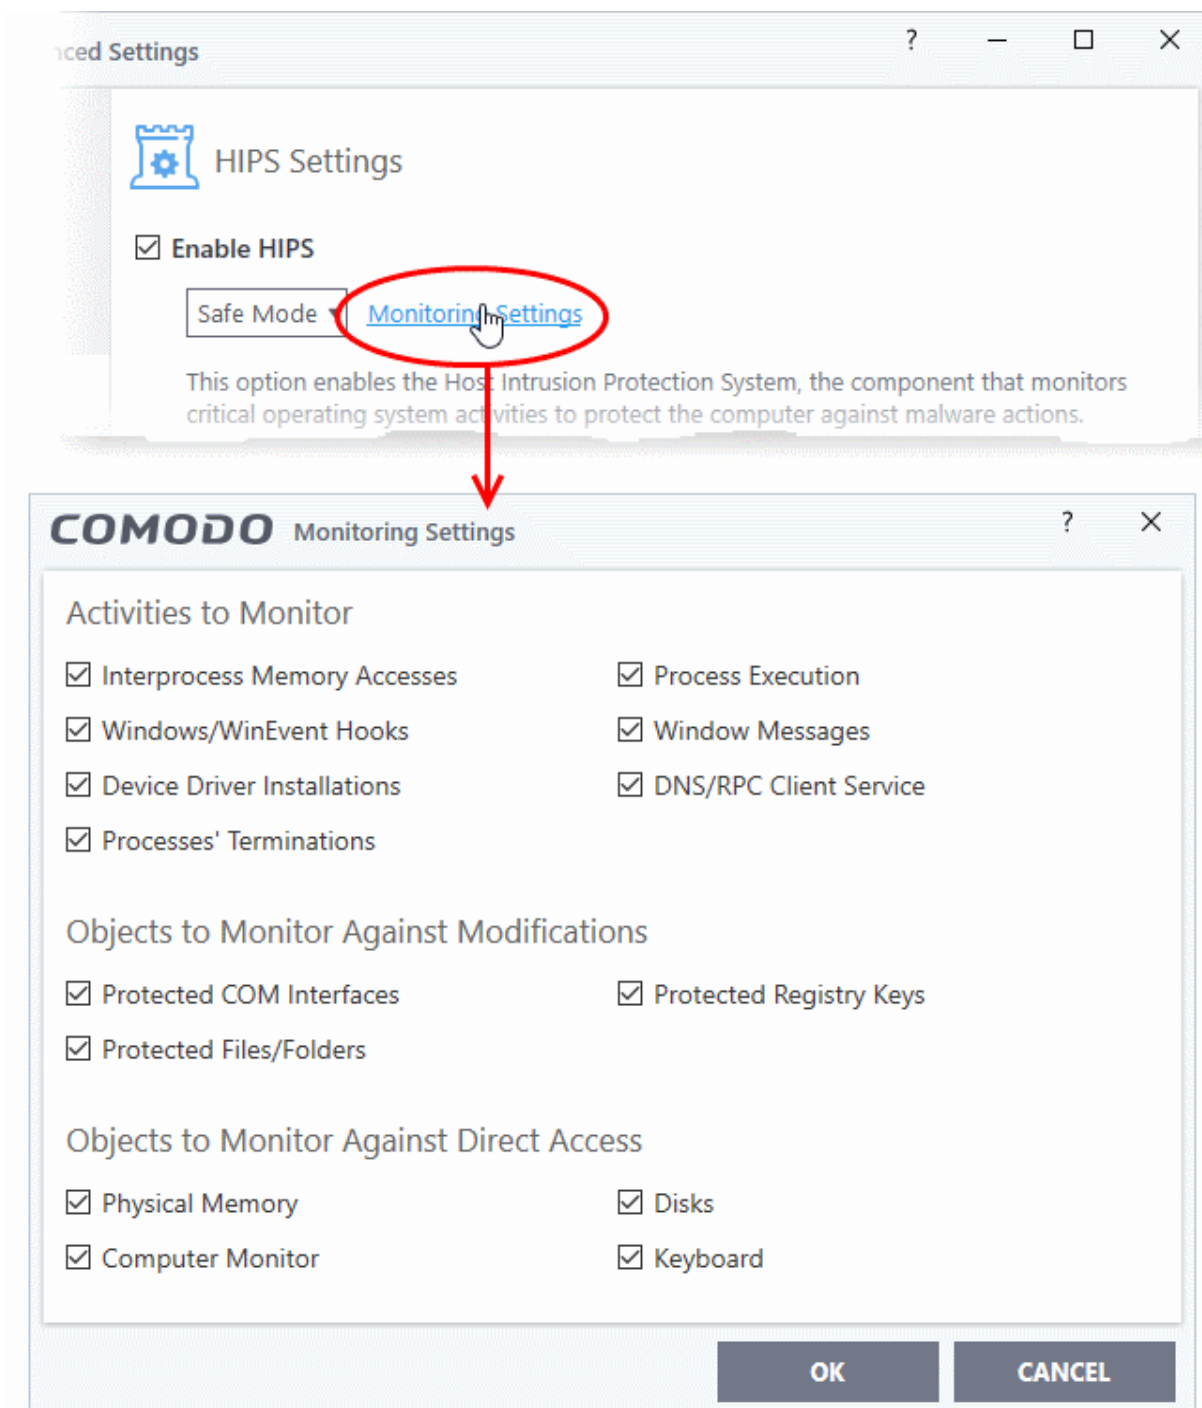 Settings
?
HIPS Settings
Enable HIPS
Safe Mode Monitoring Settings
This option enables the Host Intrusion Protection System, the component that monitors
critical operating system activities to protect the computer against malware actions.
COMODO Monitoring Settings ?
Activities to Monitor
Interprocess Memory Accesses Process Execution
Windows/WinEvent Hooks Window Messages
Device Driver Installations DNS/RPC Client Service
Processes' Terminations
Objects to Monitor Against Modifications
Protected COM Interfaces Protected Registry Keys
Protected Files/Folders
Objects to Monitor Against Direct Access
Physical Memory Disks
Computer Monitor Keyboard
OK CANCEL